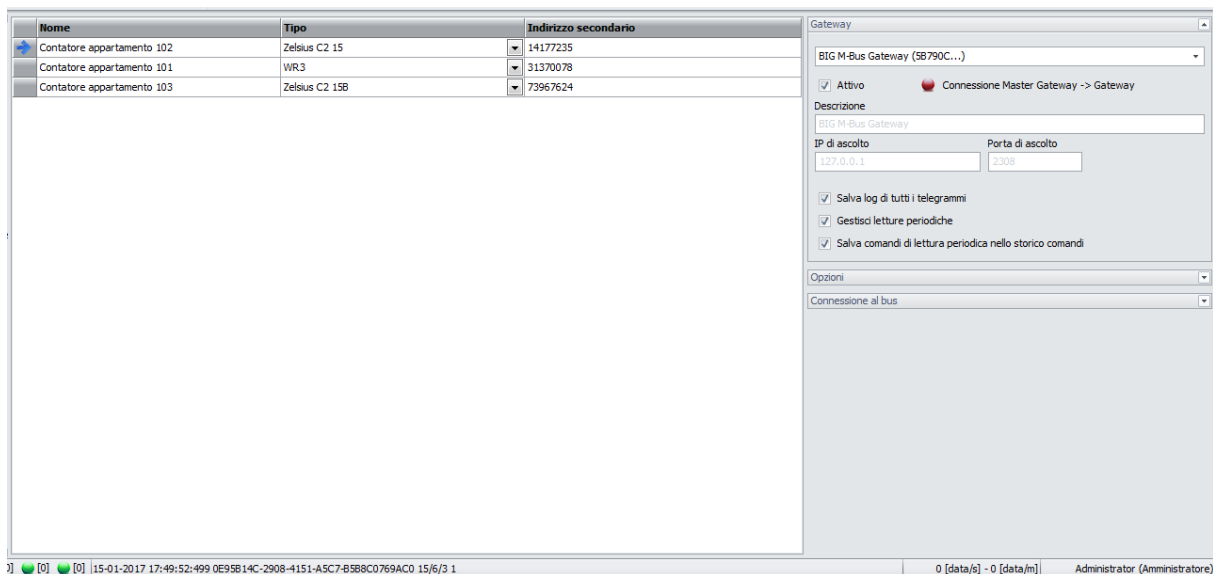 Nome Tipo Indirizzo secondario
Contatore appartamento 102 Zelsius C2 15 14177235
Contatore appartamento 101 WR3 31370078
Contatore appartamento 103 Zelsius C2 15B 73967624
Gateway
BIG M-Bus Gateway (5B790C...)
Attivo Connessione Master Gateway -> Gateway
Descrizione
BIG M-Bus Gateway
IP di ascolto Porta di ascolto
127.0.0.1 2308
Salva log di tutti i telegrammi
Gestisci letture periodiche
Salva comandi di lettura periodica nello storico comandi
Opzioni
Connessione al bus
0] [0] [0] 15-01-2017 17:49:52:499 0E95B14C-2908-4151-A5C7-B5B8C0769AC0 15/6/3 1 0 [data/s] - 0 [data/m] Administrator (Amministratore)